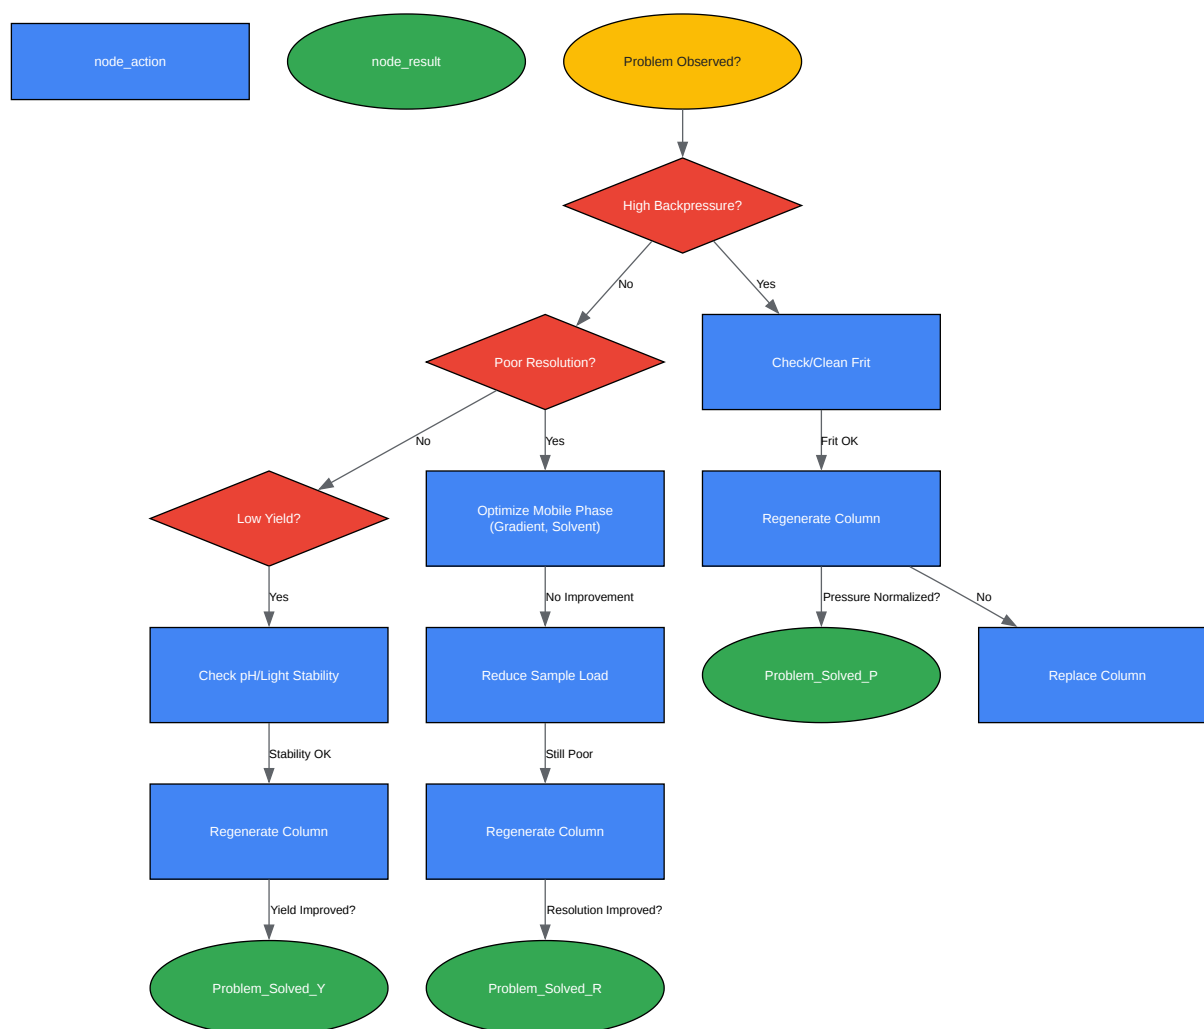 node_action
node_result
Problem Observed?
High Backpressure?
No
Yes
Poor Resolution?
Check/Clean Frit
No
Yes
Frit OK
Low Yield?
Optimize Mobile Phase
(Gradient, Solvent)
Regenerate Column
Yes
No Improvement
Pressure Normalized?
No
Check pH/Light Stability
Reduce Sample Load
Problem_Solved_P
Replace Column
Stability OK
Still Poor
Regenerate Column
Regenerate Column
Yield Improved?
Resolution Improved?
Problem_Solved_Y
Problem_Solved_R